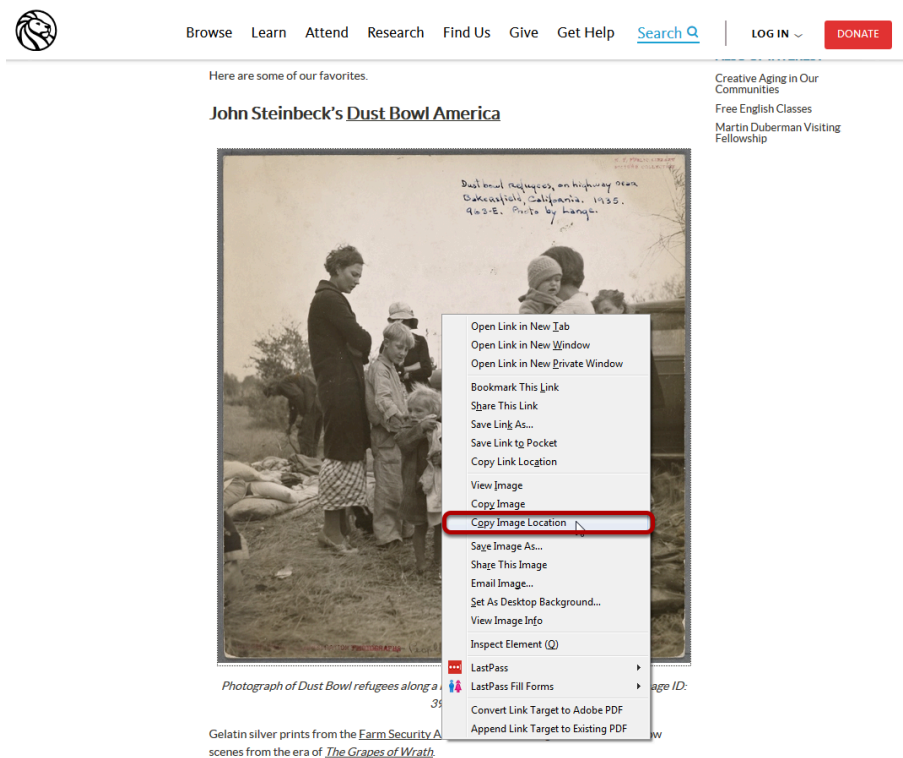 Browse Learn Attend Research Find Us Give Get Help Search LOG IN DONATE
Here are some of our favorites.
John Steinbeck's Dust Bowl America
Creative Aging in Our
Communities
Free English Classes
Martin Duberman Visiting
Fellowship
Dust bowl refugees, on highway near
Bakersfield, California. 1935.
963-E. Photo by Lange.
Open Link in New Tab
Open Link in New Window
Open Link in New Private Window
Bookmark This Link
Share This Link
Save Link As...
Save Link to Pocket
Copy Link Location
View Image
Copy Image
Copy Image Location
Save Image As...
Share This Image
Email Image...
Set As Desktop Background...
View Image Info
Inspect Element (Q)
LastPass
LastPass Fill Forms
Convert Link Target to Adobe PDF
Append Link Target to Existing PDF
Photograph of Dust Bowl refugees along a age ID:
39
Gelatin silver prints from the Farm Security A ow
scenes from the era of The Grapes of Wrath.